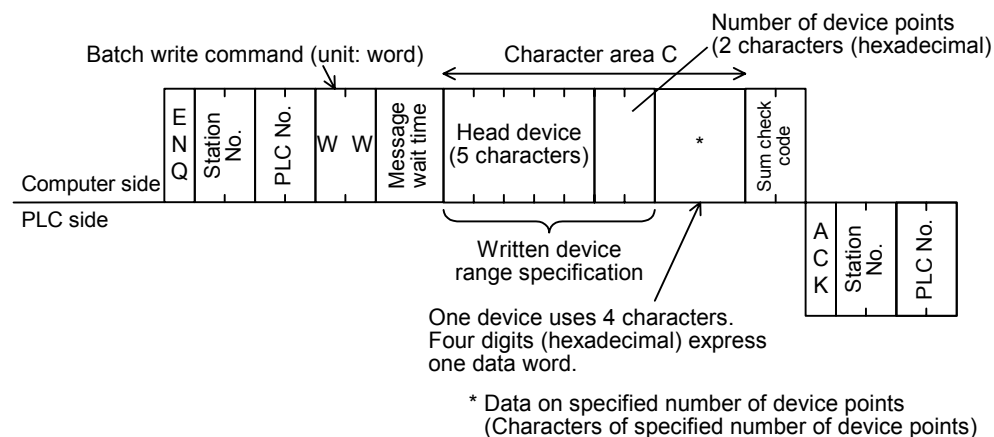 Number of device points
(2 characters (hexadecimal)
Batch write command (unit: word)
Character area C
E
N
Q
Station
No.
PLC No.
W W
Message
wait time
Head device
(5 characters)
*
Sum check
code
Computer side
PLC side
Written device
range specification
A
C
K
Station
No.
PLC No.
One device uses 4 characters.
Four digits (hexadecimal) express
one data word.
* Data on specified number of device points
(Characters of specified number of device points)